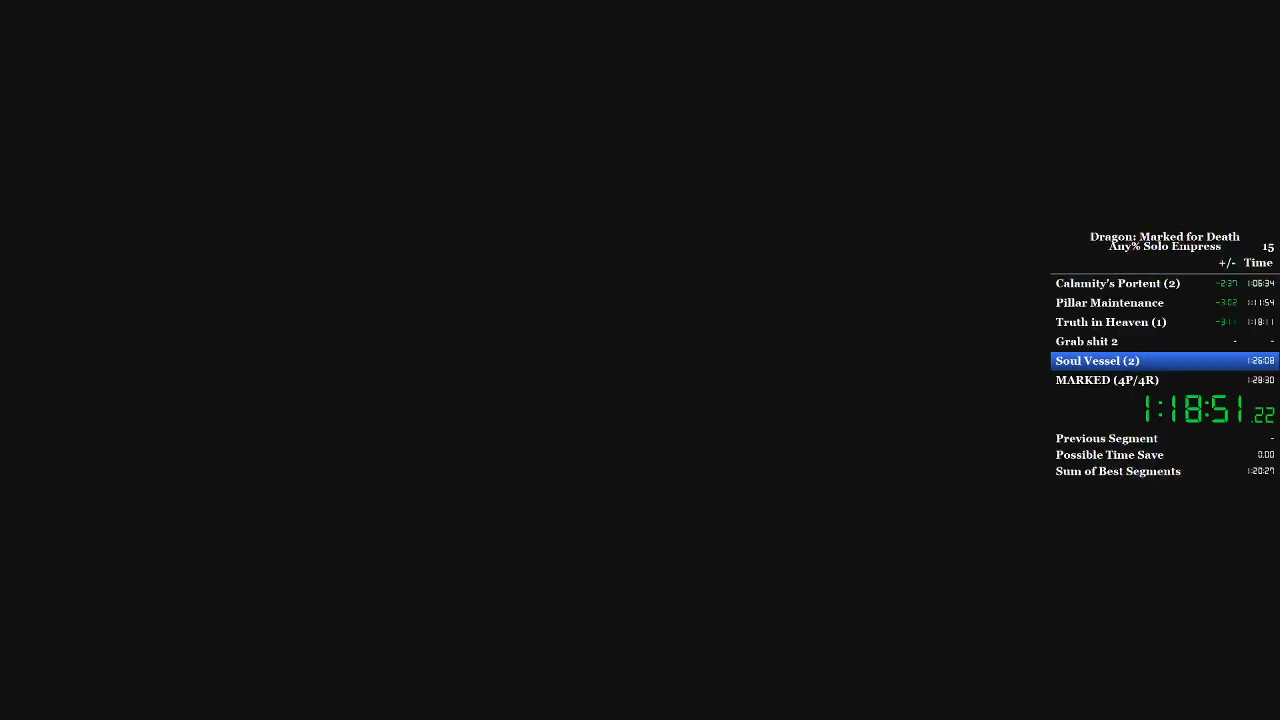 Dragon: Marked for Death
Any% Solo Empress 15
+/- Time
Calamity's Portent (2) -2:37 1:06:34
Pillar Maintenance -3:02 1:11:54
Truth in Heaven (1) -3:11 1:18:11
Grab shit 2 - -
Soul Vessel (2) 1:26:08
MARKED (4P/4R) 1:28:30
1:18:51.22
Previous Segment -
Possible Time Save 0.00
Sum of Best Segments 1:20:27